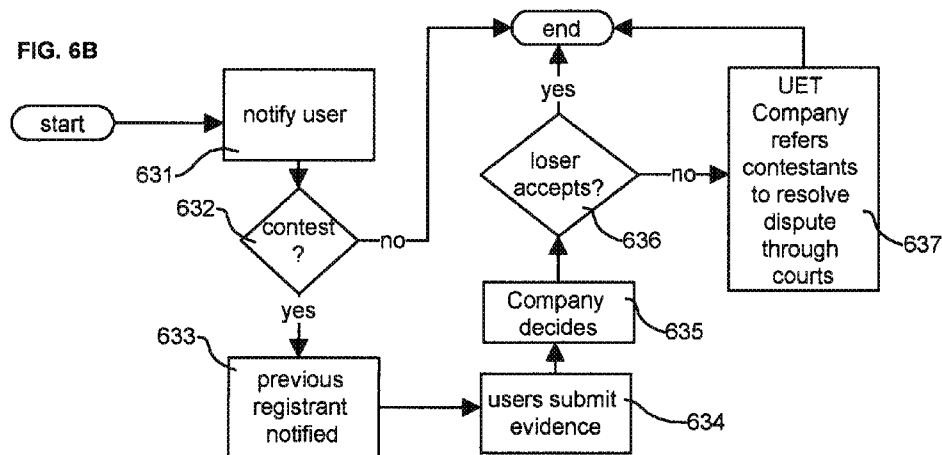 FIG. 6B
start
notify user
631
632
contest
?
no
yes
633
previous
registrant
notified
users submit
evidence
634
Company
decides
635
loser
accepts?
636
yes
no
end
UET
Company
refers
contestants
to resolve
dispute
through
courts
637